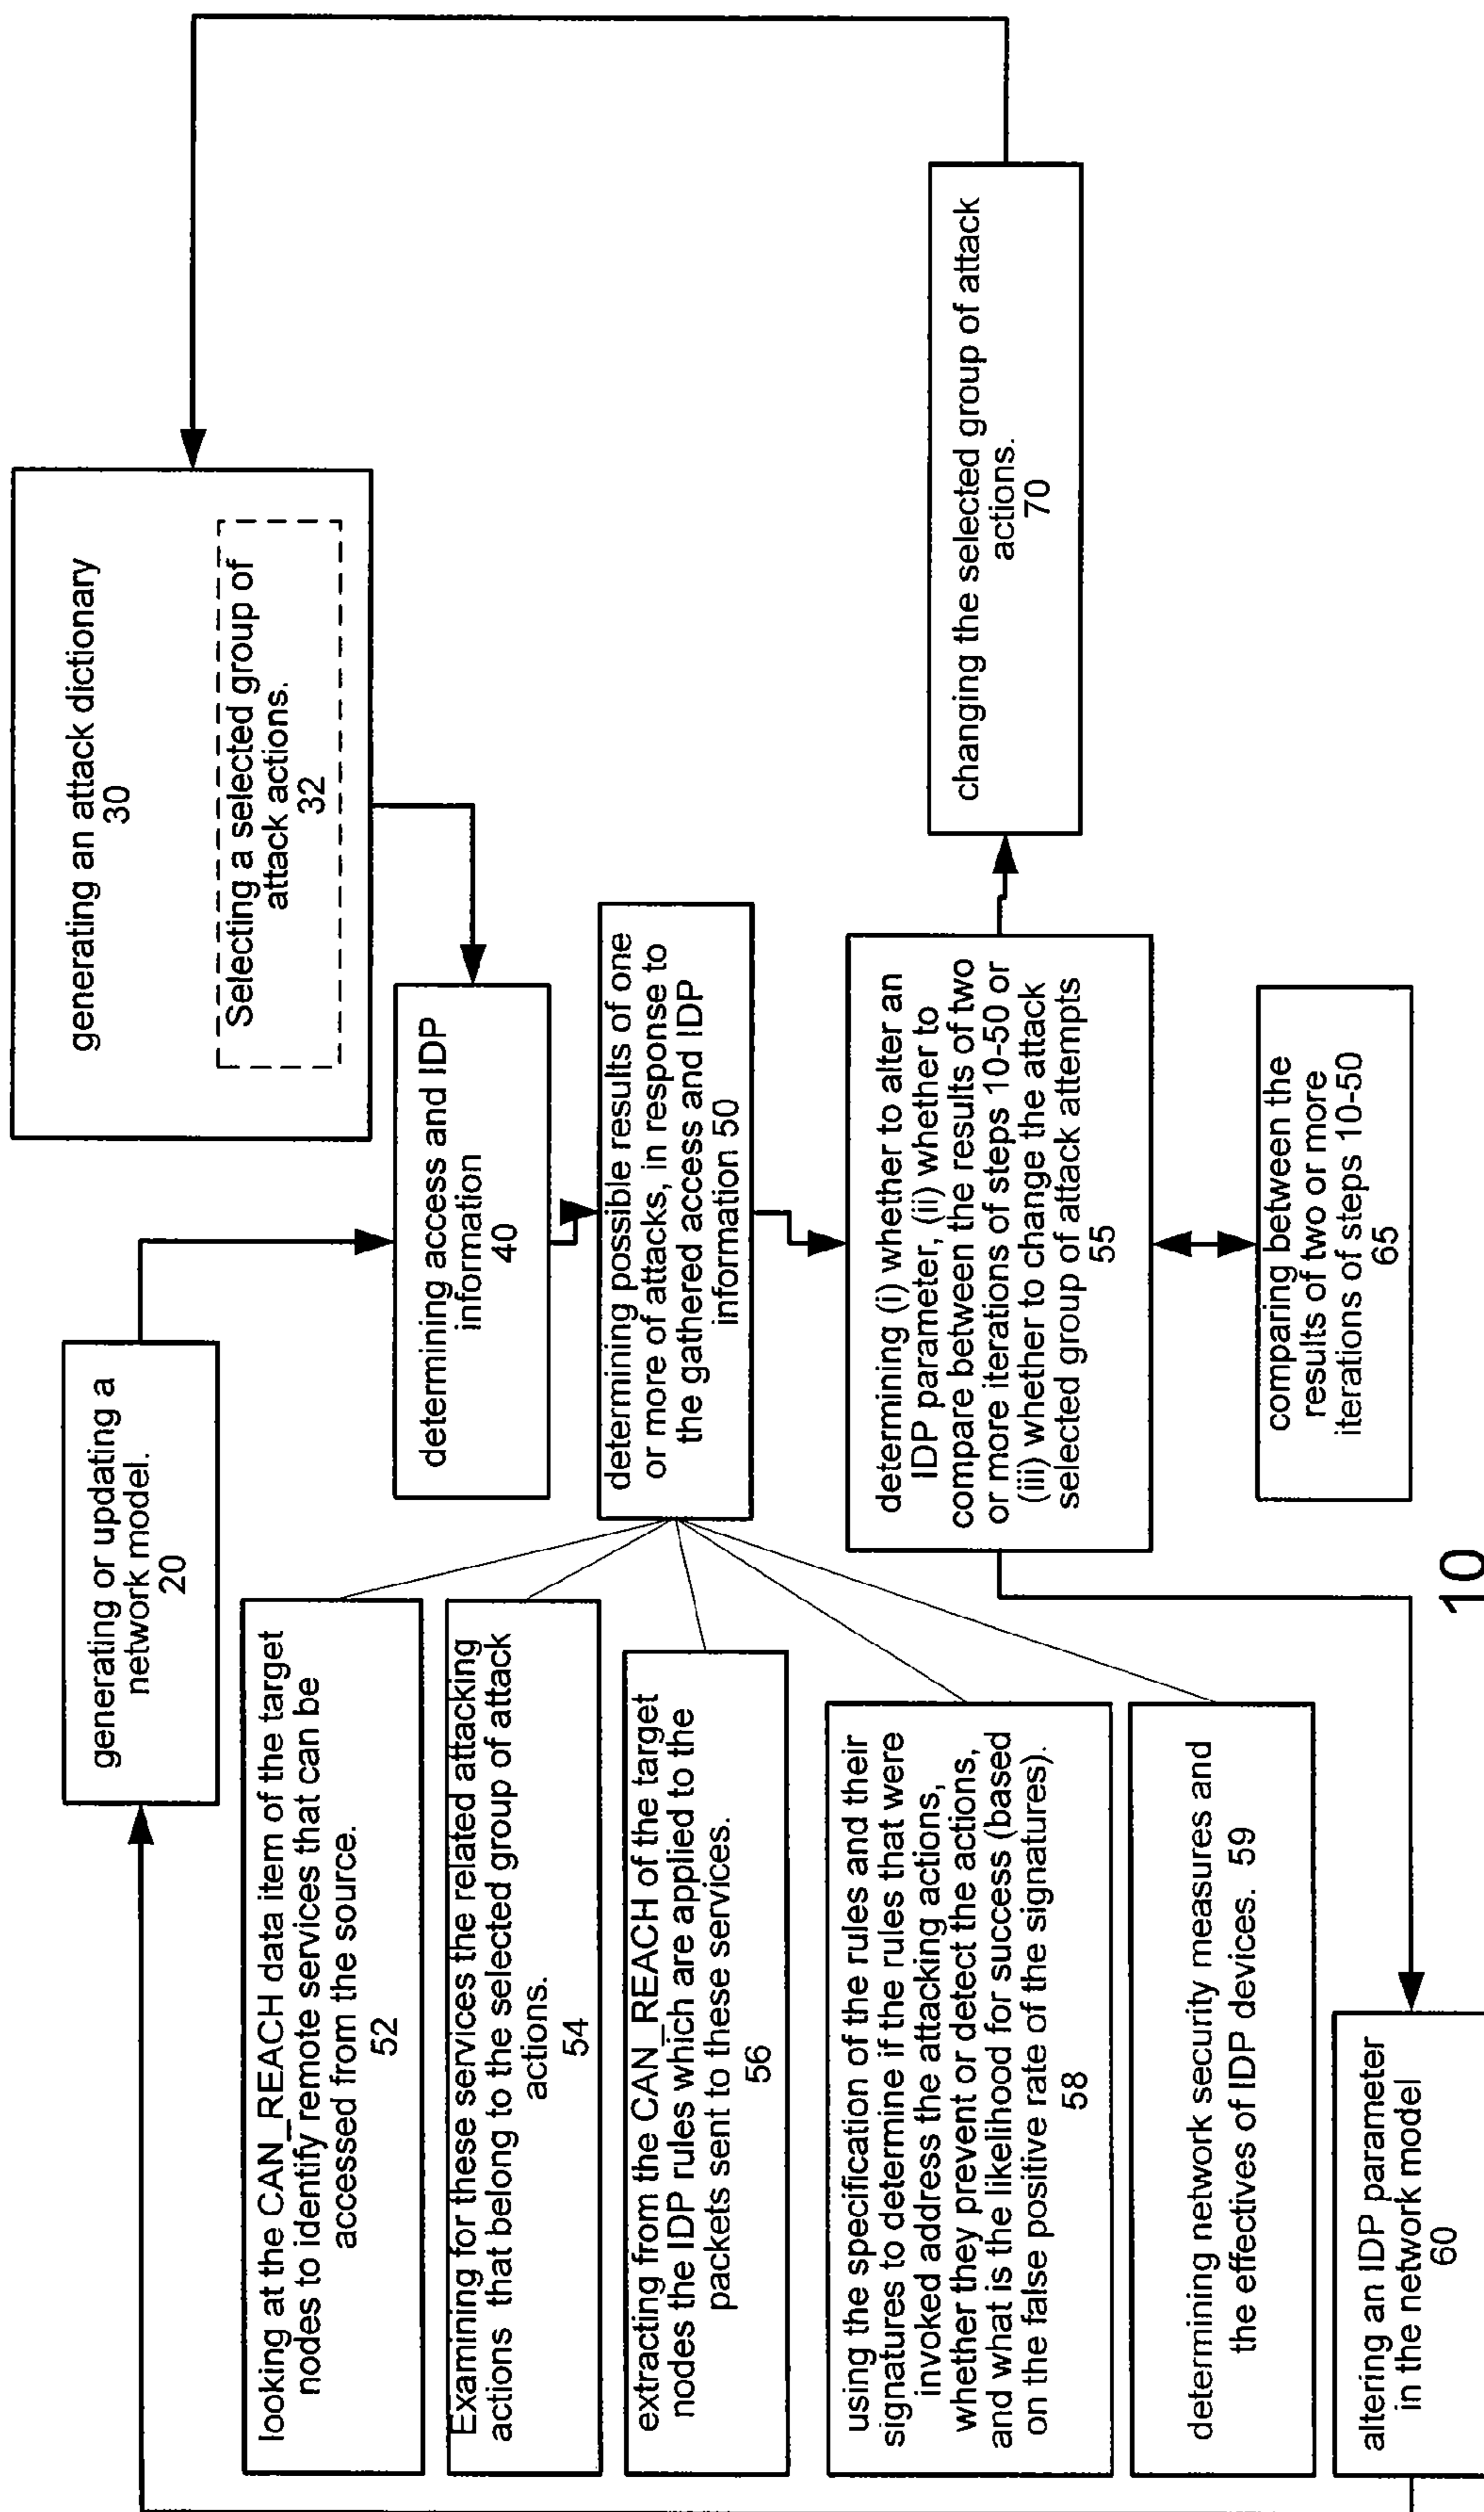 generating or updating a
network model.
20
generating an attack dictionary
30
Selecting a selected group of
attack actions.
32
determining access and IDP
information
40
determining possible results of one
or more of attacks, in response to
the gathered access and IDP
information 50
looking at the CAN_REACH data item of the target
nodes to identify remote services that can be
accessed from the source.
52
Examining for these services the related attacking
actions that belong to the selected group of attack
actions.
54
extracting from the CAN_REACH of the target
nodes the IDP rules which are applied to the
packets sent to these services.
56
using the specification of the rules and their
signatures to determine if the rules that were
invoked address the attacking actions,
whether they prevent or detect the actions,
and what is the likelihood for success (based
on the false positive rate of the signatures).
58
determining network security measures and
the effectives of IDP devices. 59
determining (i) whether to alter an
IDP parameter, (ii) whether to
compare between the results of two
or more iterations of steps 10-50 or
(iii) whether to change the attack
selected group of attack attempts
55
changing the selected group of attack
actions.
70
comparing between the
results of two or more
iterations of steps 10-50
65
altering an IDP parameter
in the network model
60
10